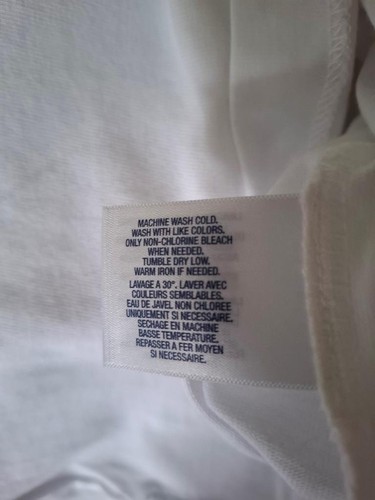 MACHINE WASH COLD.
WASH WITH LIKE COLORS.
ONLY NON-CHLORINE BLEACH
WHEN NEEDED.
TUMBLE DRY LOW.
WARM IRON IF NEEDED.
LAVAGE A 30°. LAVER AVEC
COULEURS SEMBLABLES.
EAU DE JAVEL NON CHLOREE
UNIQUEMENT SI NECESSAIRE.
SECHAGE EN MACHINE
BASSE TEMPERATURE.
REPASSER A FER MOYEN
SI NECESSAIRE.